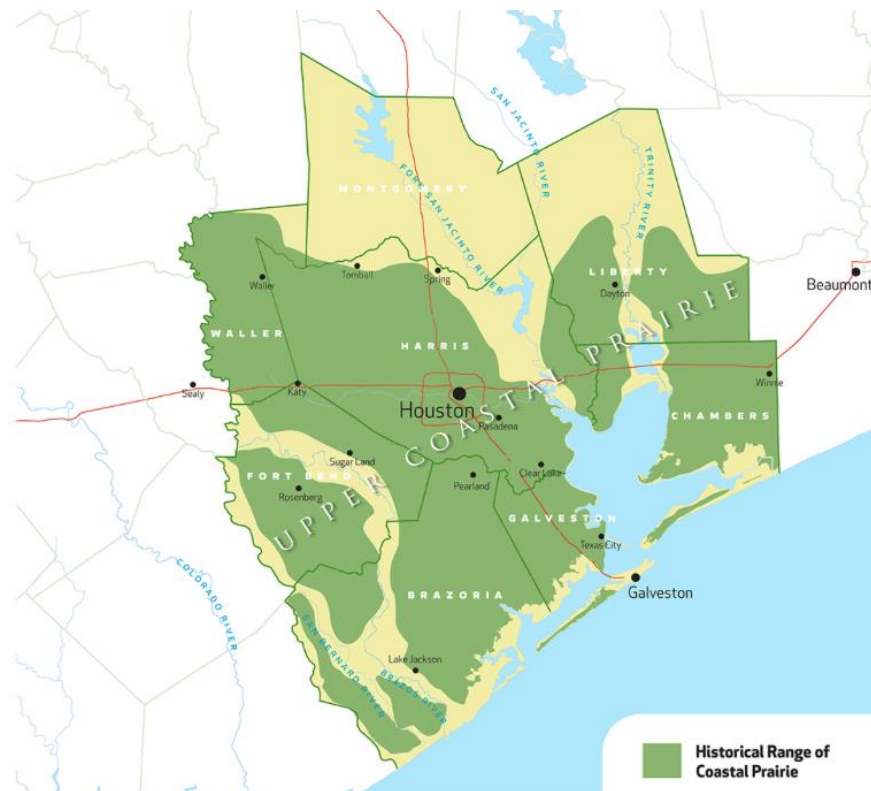 SAN JACINTO RIVER
TRINITY RIVER
MONTGOMERY
FORT SAN JACINTO RIVER
LIBERTY
Tomball
Spring
Waller
Dayton
Beaumont
WALLER
HARRIS
UPPER COASTAL PRAIRIE
Winnie
Sealy
Katy
Houston
CHAMBERS
Pasadena
Sugar Land
Clear Lake
FORT BEND
Rosenberg
Pearland
GALVESTON
Texas City
COLORADO RIVER
BRAZORIA
Galveston
Lake Jackson
SAN BERNARD RIVER
BRAZOS RIVER
Historical Range of
Coastal Prairie